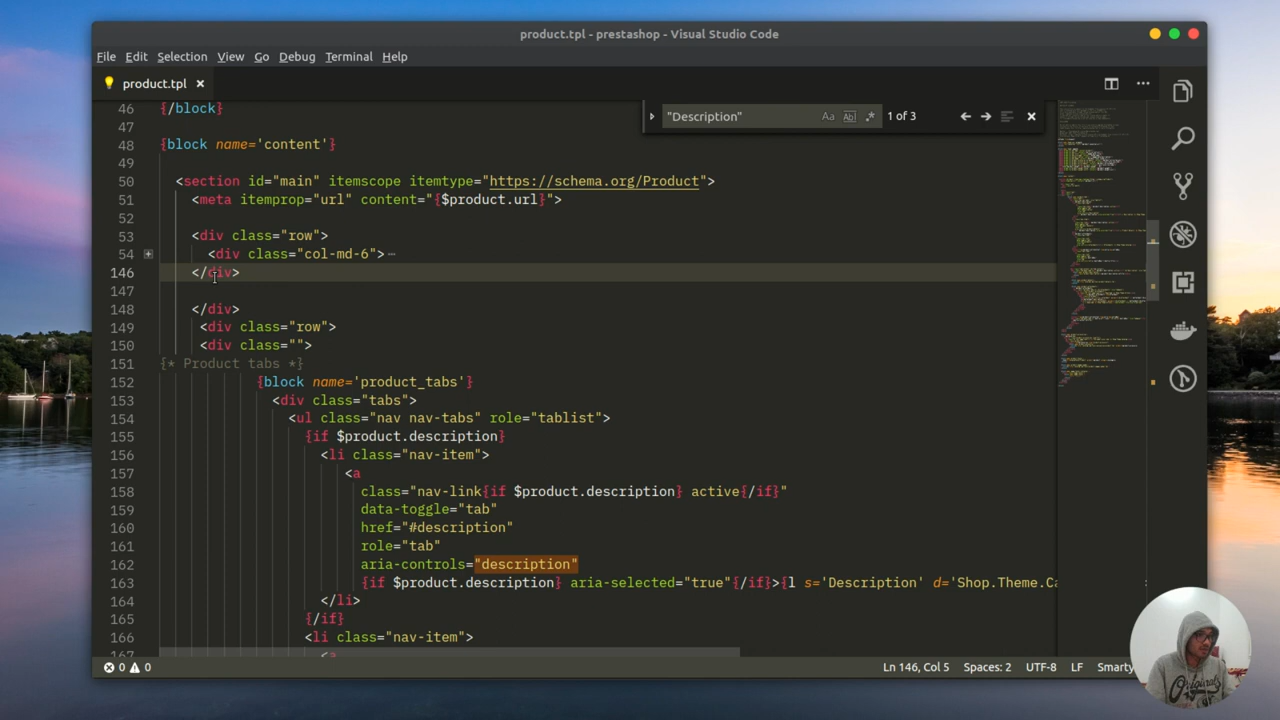 product.tpl - prestashop - Visual Studio Code
File Edit Selection View Go Debug Terminal Help
product.tpl
"Description" Aa Abl .* 1 of 3
46 {/block}
47
48 {block name='content'}
49
50 <section id="main" itemscope itemtype="https://schema.org/Product">
51 <meta itemprop="url" content="{$product.url}">
52
53 <div class="row">
54 <div class="col-md-6">
146 </div>
147
148 </div>
149 <div class="row">
150 <div class="">
151 {* Product tabs *}
152 {block name='product_tabs'}
153 <div class="tabs">
154 <ul class="nav nav-tabs" role="tablist">
155 {if $product.description}
156 <li class="nav-item">
157 <a
158 class="nav-link{if $product.description} active{/if}"
159 data-toggle="tab"
160 href="#description"
161 role="tab"
162 aria-controls="description"
163 {if $product.description} aria-selected="true"{/if}>{l s='Description' d='Shop.Theme.Ca
164 </li>
165 {/if}
166 <li class="nav-item">
167 <a
0 0 Ln 146, Col 5 Spaces: 2 UTF-8 LF Smarty
Originals